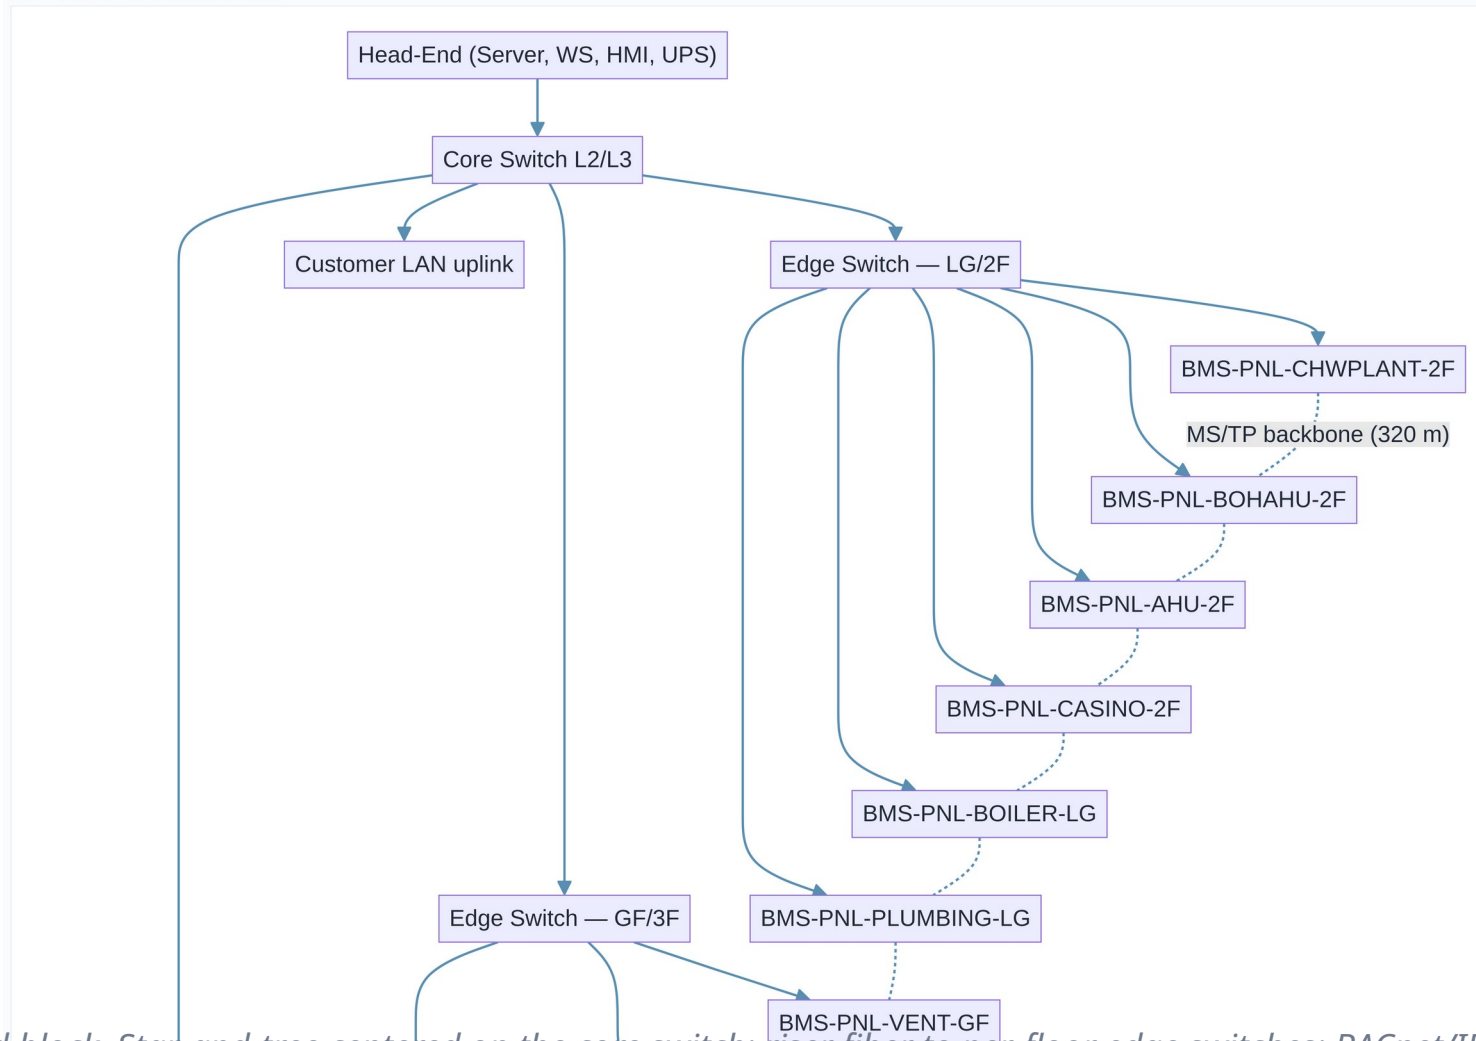 Head-End (Server, WS, HMI, UPS)
Core Switch L2/L3
Customer LAN uplink
Edge Switch — LG/2F
BMS-PNL-CHWPLANT-2F
MS/TP backbone (320 m)
BMS-PNL-BOHAHU-2F
BMS-PNL-AHU-2F
BMS-PNL-CASINO-2F
BMS-PNL-BOILER-LG
Edge Switch — GF/3F
BMS-PNL-PLUMBING-LG
BMS-PNL-VENT-GF